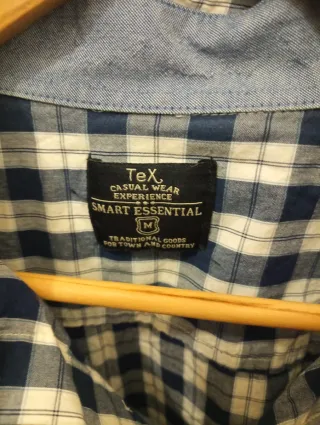 TeX
CASUAL WEAR
EXPERIENCE
SMART ESSENTIAL
M
TRADITIONAL GOODS
FOR TOWN AND COUNTRY